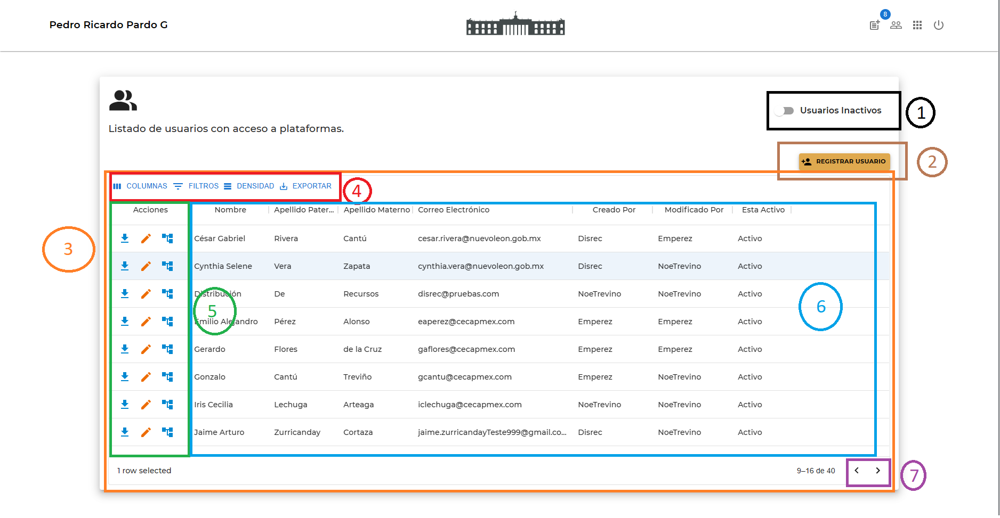 Pedro Ricardo Pardo G
8
Usuarios Inactivos
1
Listado de usuarios con acceso a plataformas.
REGISTRAR USUARIO
2
COLUMNAS FILTROS DENSIDAD EXPORTAR
4
Acciones Nombre Apellido Pater... Apellido Materno Correo Electrónico Creado Por Modificado Por Esta Activo
César Gabriel Rivera Cantú cesar.rivera@nuevoleon.gob.mx Disrec Emperez Activo
3
Cynthia Selene Vera Zapata cynthia.vera@nuevoleon.gob.mx Disrec NoeTrevino Activo
Distribución De Recursos disrec@pruebas.com NoeTrevino NoeTrevino Activo
5
6
Emilio Alejandro Pérez Alonso eaperez@cecapmex.com Emperez Emperez Activo
Gerardo Flores de la Cruz gaflores@cecapmex.com Emperez Emperez Activo
Gonzalo Cantú Treviño gcantu@cecapmex.com Emperez NoeTrevino Activo
Iris Cecilia Lechuga Arteaga iclechuga@cecapmex.com NoeTrevino NoeTrevino Activo
Jaime Arturo Zurricanday Cortaza jaime.zurricandayTeste999@gmail.co... Disrec NoeTrevino Activo
1 row selected 9–16 de 40
7